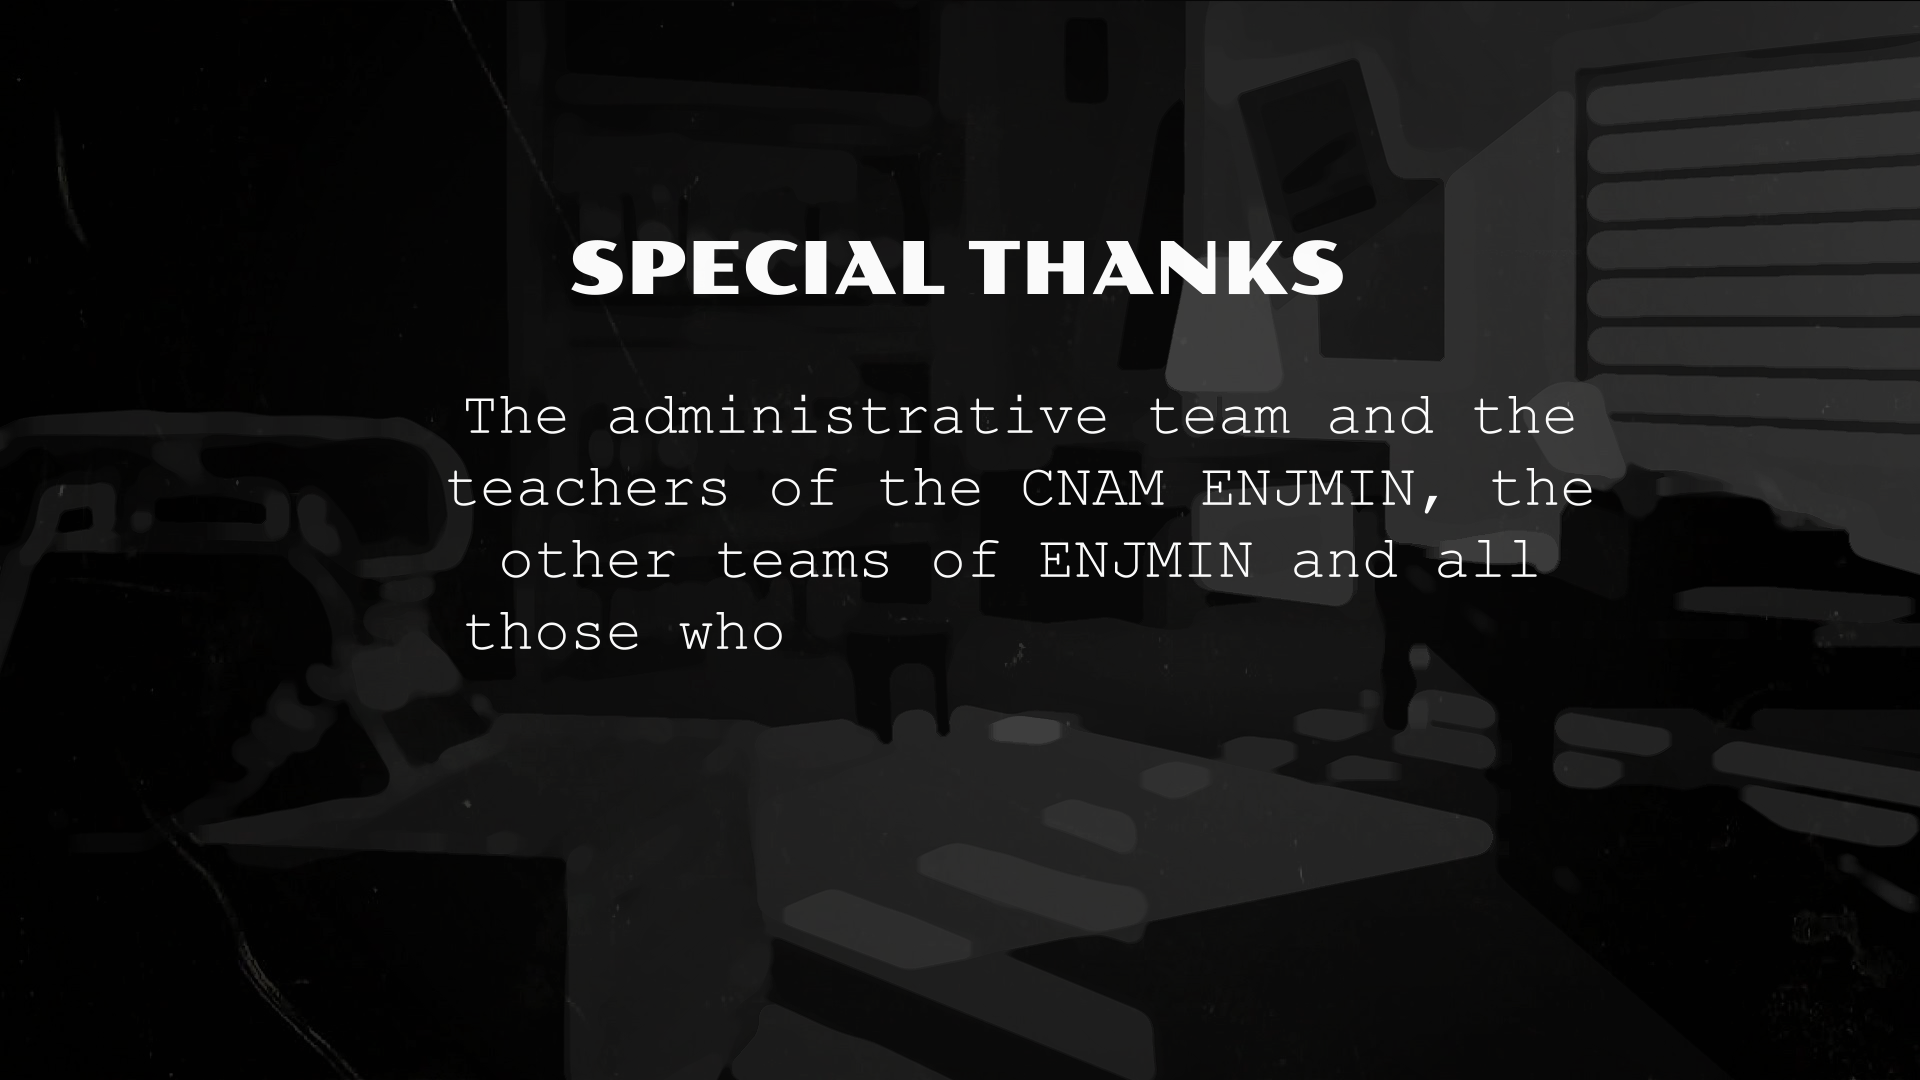 SPECIAL THANKS
The administrative team and the
teachers of the CNAM ENJMIN, the
other teams of ENJMIN and all
those who